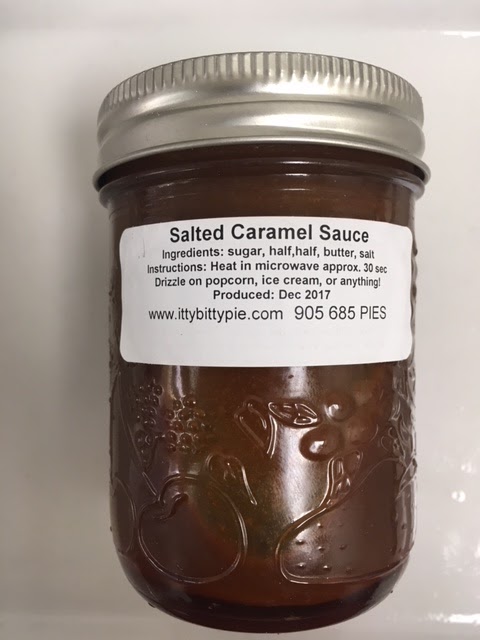 Salted Caramel Sauce
Ingredients: sugar, half,half, butter, salt
Instructions: Heat in microwave approx. 30 sec
Drizzle on popcorn, ice cream, or anything!
Produced: Dec 2017
www.ittybittypie.com 905 685 PIES